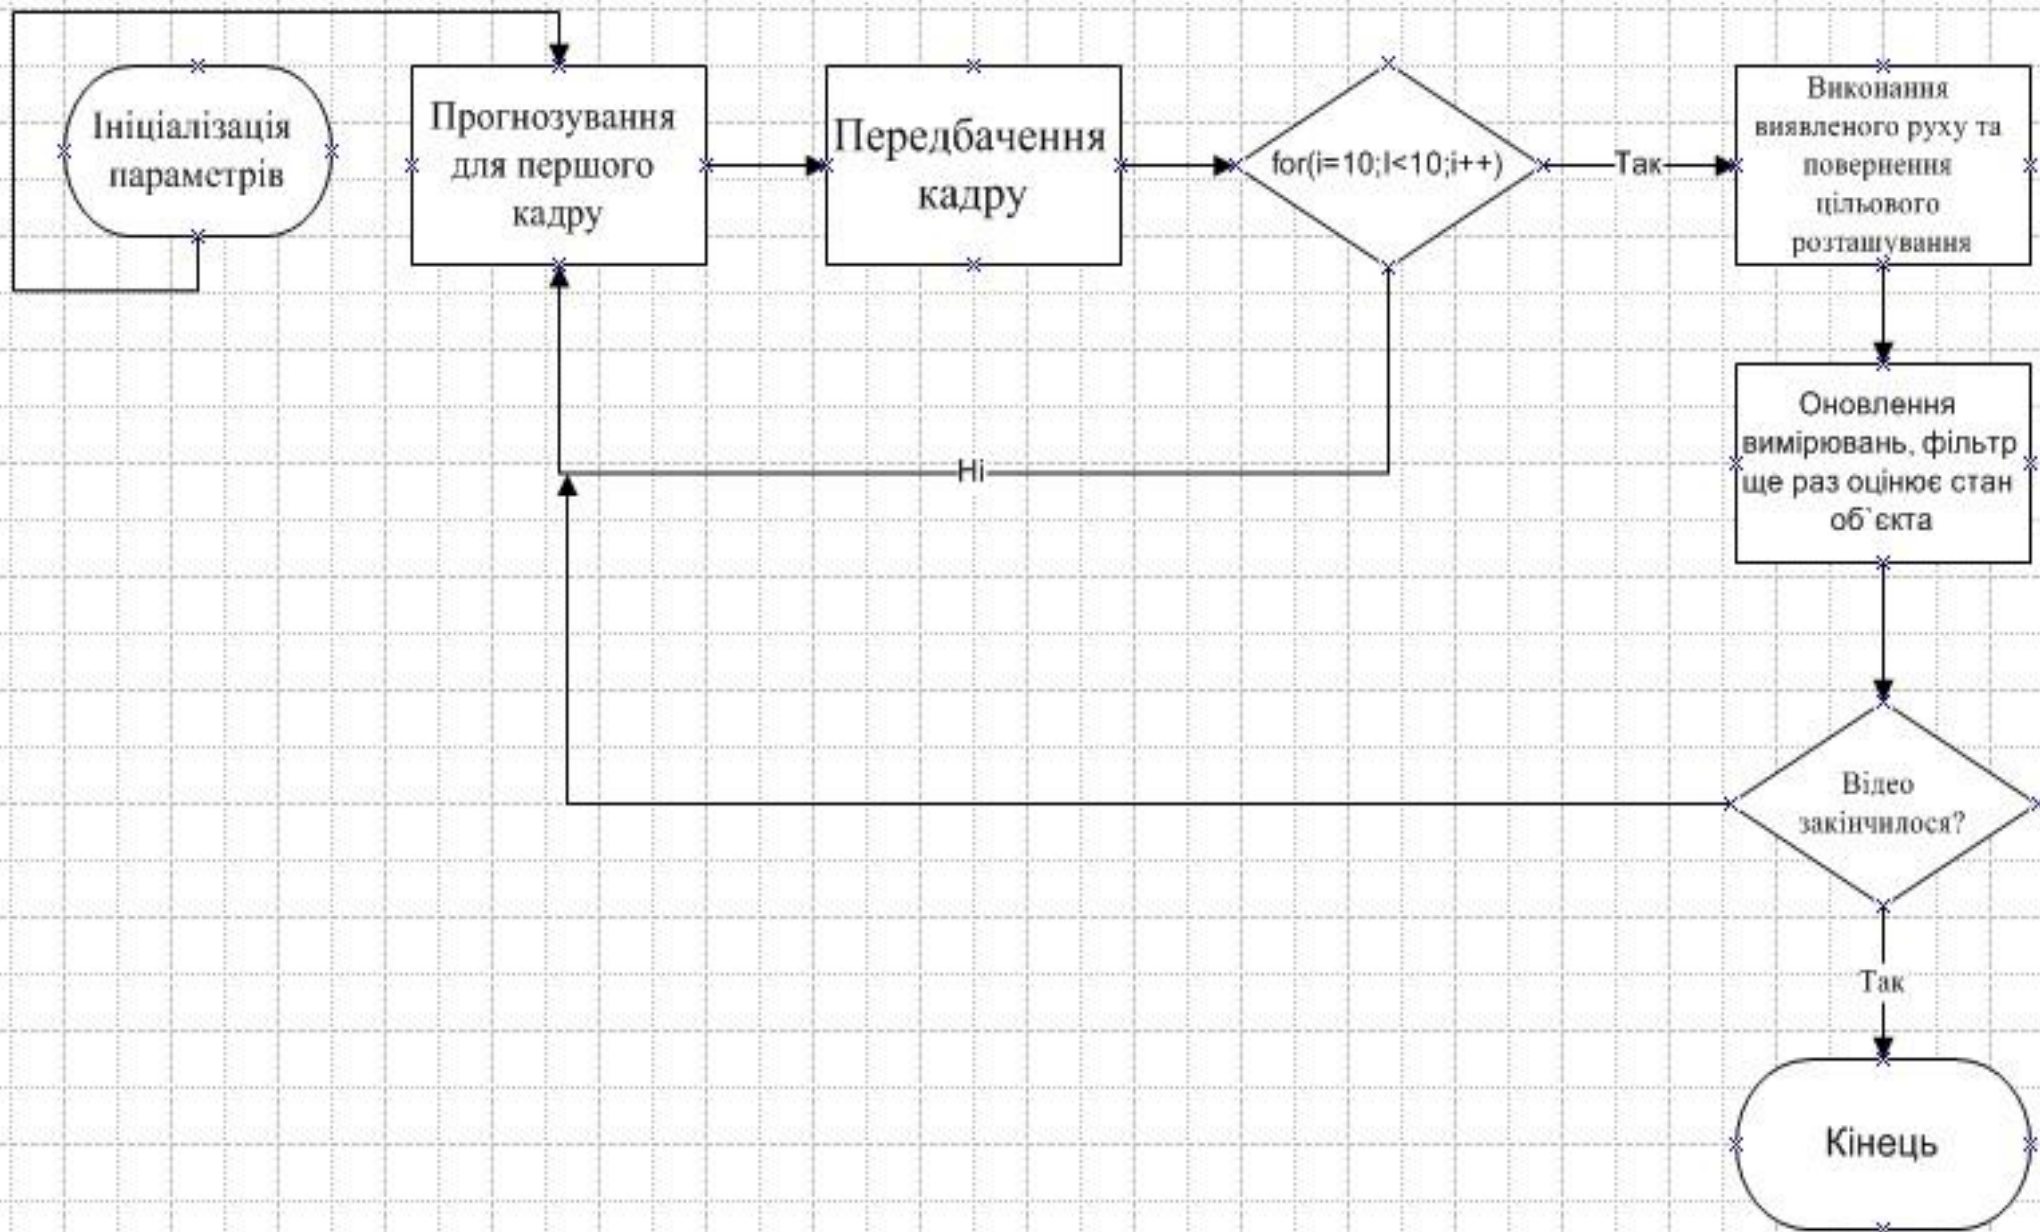 Ініціалізація
параметрів
Прогнозування
для першого
кадру
Передбачення
кадру
for(i=10;I<10;i++)
Так
Виконання
виявленого руху та
повернення
цільового
розташування
Ні
Оновлення
вимірювань, фільтр
ще раз оцінює стан
об`єкта
Відео
закінчилося?
Так
Кінець